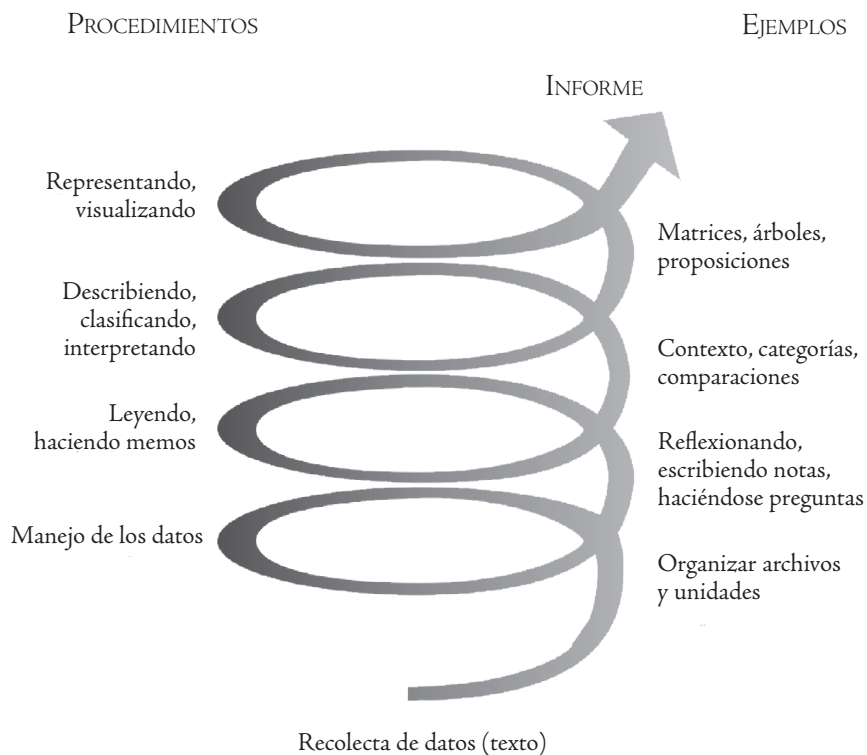 PROCEDIMIENTOS
EJEMPLOS
INFORME
Representando,
visualizando
Matrices, árboles,
proposiciones
Describiendo,
clasificando,
interpretando
Contexto, categorías,
comparaciones
Leyendo,
haciendo memos
Reflexionando,
escribiendo notas,
haciéndose preguntas
Manejo de los datos
Organizar archivos
y unidades
Recolecta de datos (texto)